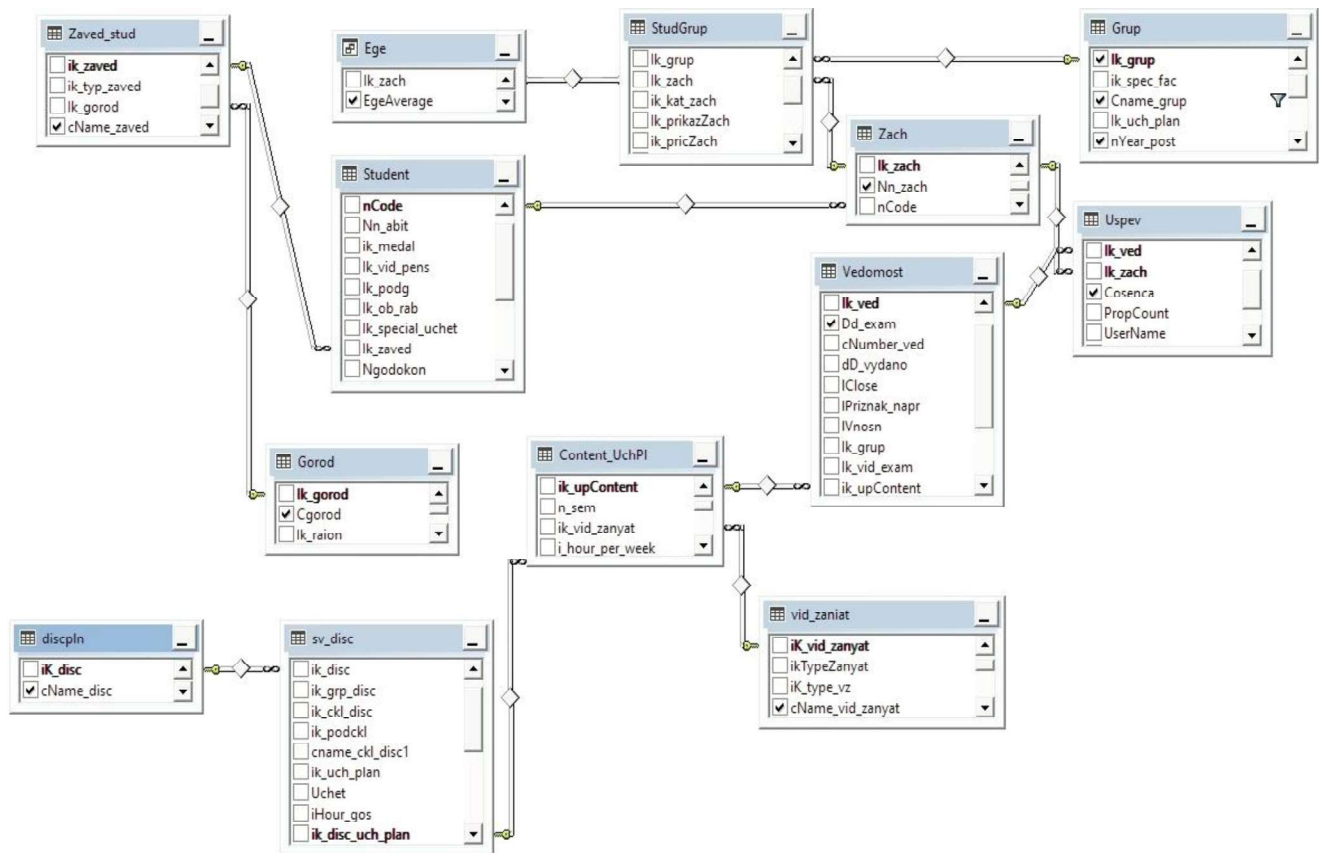 Zaved_stud
ik_zaved
ik_typ_zaved
Ik_gorod
cName_zaved
Ege
Ik_zach
EgeAverage
StudGrup
Ik_grup
Ik_zach
ik_kat_zach
Ik_prikazZach
ik_pricZach
Grup
Ik_grup
ik_spec_fac
Cname_grup
Ik_uch_plan
nYear_post
Zach
Ik_zach
Nn_zach
nCode
Student
nCode
Nn_abit
ik_medal
Ik_vid_pens
Ik_podg
Ik_ob_rab
Ik_special_uchet
Ik_zaved
Ngodokon
Uspev
Ik_ved
Ik_zach
Cosenca
PropCount
UserName
Vedomost
Ik_ved
Dd_exam
cNumber_ved
dD_vydano
lClose
lPriznak_napr
lVnosn
Ik_grup
Ik_vid_exam
ik_upContent
Gorod
Ik_gorod
Cgorod
Ik_raion
Content_UchPl
ik_upContent
n_sem
ik_vid_zanyat
i_hour_per_week
vid_zaniat
iK_vid_zanyat
ikTypeZanyat
iK_type_vz
cName_vid_zanyat
discpln
iK_disc
cName_disc
sv_disc
ik_disc
ik_grp_disc
ik_ckl_disc
ik_podckl
cname_ckl_disc1
ik_uch_plan
Uchet
iHour_gos
ik_disc_uch_plan